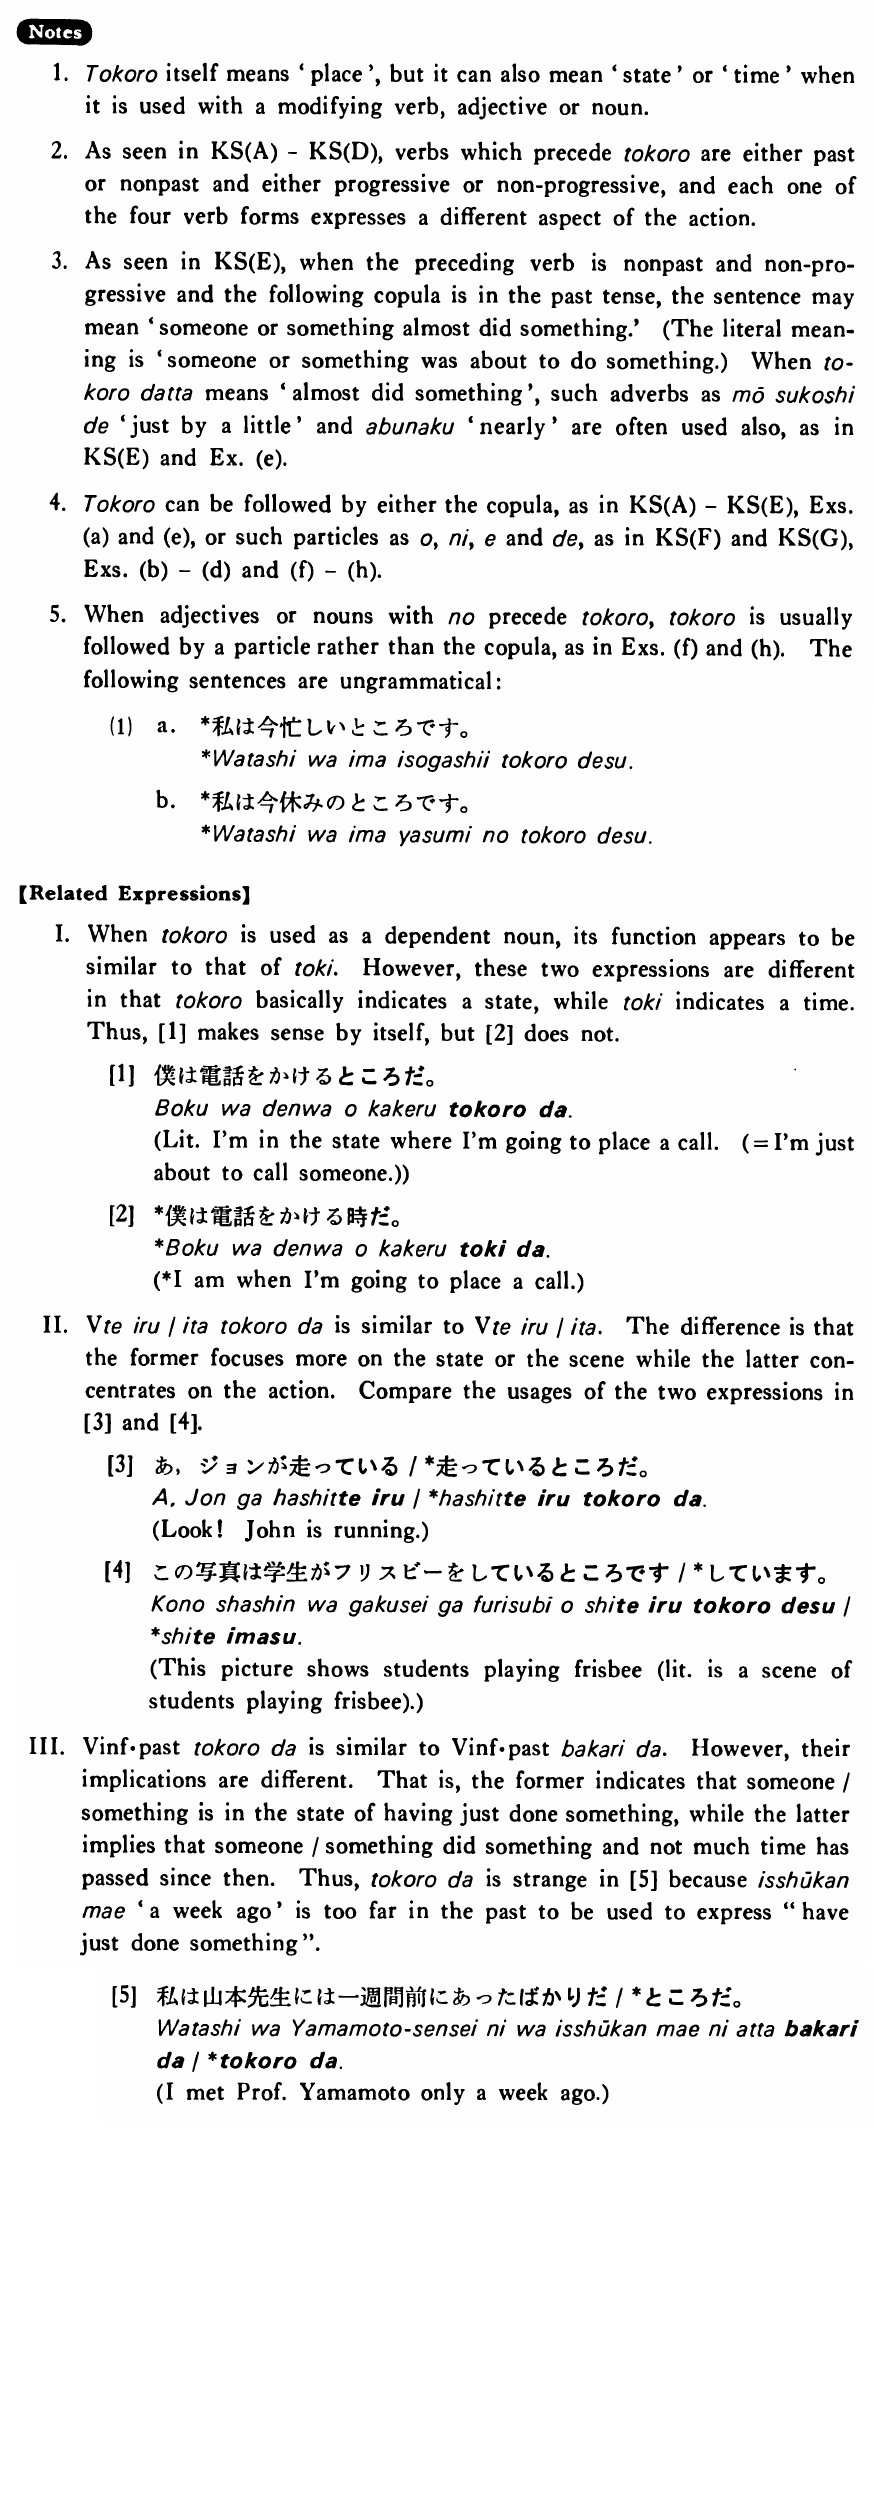 Notes
1. Tokoro itself means ‘place’, but it can also mean ‘state’ or ‘time’ when
it is used with a modifying verb, adjective or noun.
2. As seen in KS(A) – KS(D), verbs which precede tokoro are either past
or nonpast and either progressive or non-progressive, and each one of
the four verb forms expresses a different aspect of the action.
3. As seen in KS(E), when the preceding verb is nonpast and non-pro-
gressive and the following copula is in the past tense, the sentence may
mean ‘someone or something almost did something.’ (The literal mean-
ing is ‘someone or something was about to do something.) When to-
koro datta means ‘almost did something’, such adverbs as mō sukoshi
de ‘just by a little’ and abunaku ‘nearly’ are often used also, as in
KS(E) and Ex. (e).
4. Tokoro can be followed by either the copula, as in KS(A) – KS(E), Exs.
(a) and (e), or such particles as o, ni, e and de, as in KS(F) and KS(G),
Exs. (b) – (d) and (f) – (h).
5. When adjectives or nouns with no precede tokoro, tokoro is usually
followed by a particle rather than the copula, as in Exs. (f) and (h). The
following sentences are ungrammatical:
(1) a. *私は今忙しいところです。
*Watashi wa ima isogashii tokoro desu.
b. *私は今休みのところです。
*Watashi wa ima yasumi no tokoro desu.
【Related Expressions】
I. When tokoro is used as a dependent noun, its function appears to be
similar to that of toki. However, these two expressions are different
in that tokoro basically indicates a state, while toki indicates a time.
Thus, [1] makes sense by itself, but [2] does not.
[1] 僕は電話をかけるところだ。
Boku wa denwa o kakeru tokoro da.
(Lit. I’m in the state where I’m going to place a call. (=I’m just
about to call someone.))
[2] *僕は電話をかける時だ。
*Boku wa denwa o kakeru toki da.
(*I am when I’m going to place a call.)
II. Vte iru / ita tokoro da is similar to Vte iru / ita. The difference is that
the former focuses more on the state or the scene while the latter con-
centrates on the action. Compare the usages of the two expressions in
[3] and [4].
[3] あ，ジョンが走っている / *走っているところだ。
A, Jon ga hashitte iru / *hashitte iru tokoro da.
(Look! John is running.)
[4] この写真は学生がフリスビーをしているところです / *しています。
Kono shashin wa gakusei ga furisubī o shite iru tokoro desu /
*shite imasu.
(This picture shows students playing frisbee (lit. is a scene of
students playing frisbee).)
III. Vinf•past tokoro da is similar to Vinf•past bakari da. However, their
implications are different. That is, the former indicates that someone /
something is in the state of having just done something, while the latter
implies that someone / something did something and not much time has
passed since then. Thus, tokoro da is strange in [5] because isshūkan
mae ‘a week ago’ is too far in the past to be used to express “have
just done something”.
[5] 私は山本先生には一週間前にあったばかりだ / *ところだ。
Watashi wa Yamamoto-sensei ni wa isshūkan mae ni atta bakari
da / *tokoro da.
(I met Prof. Yamamoto only a week ago.)